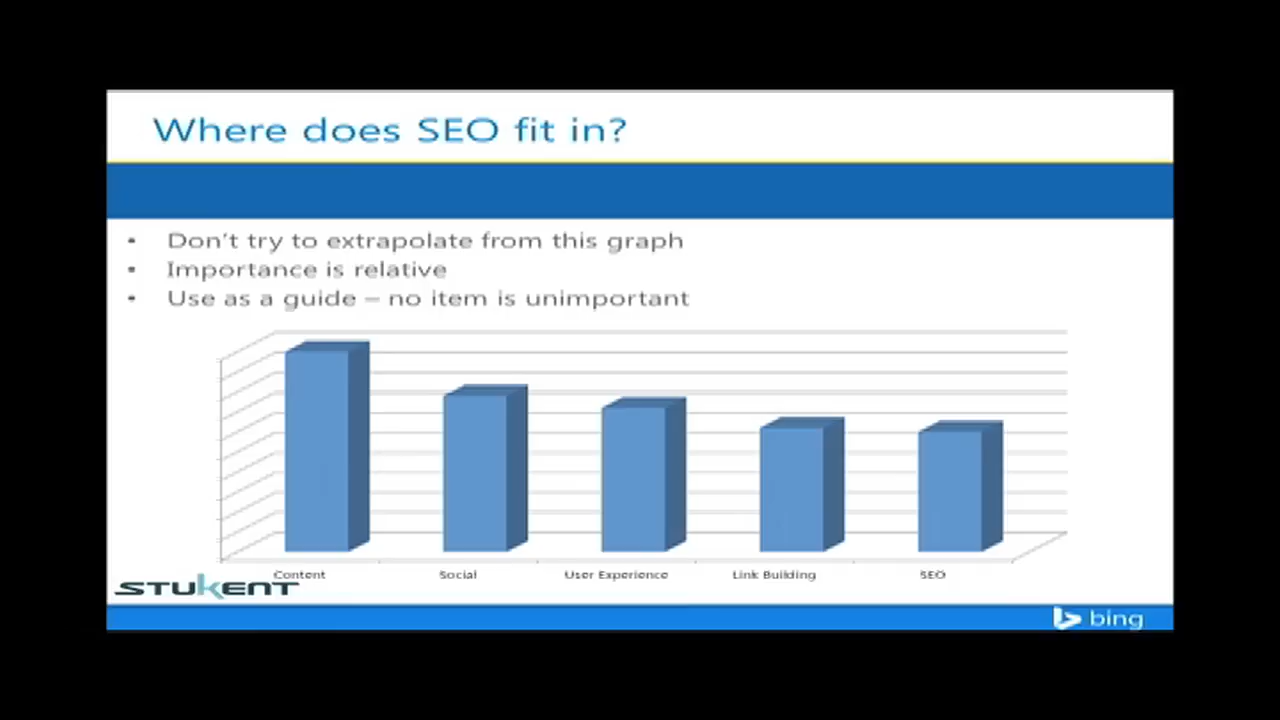 Where does SEO fit in?
• Don't try to extrapolate from this graph
• Importance is relative
• Use as a guide – no item is unimportant
Content Social User Experience Link Building SEO
STUKENT
bing